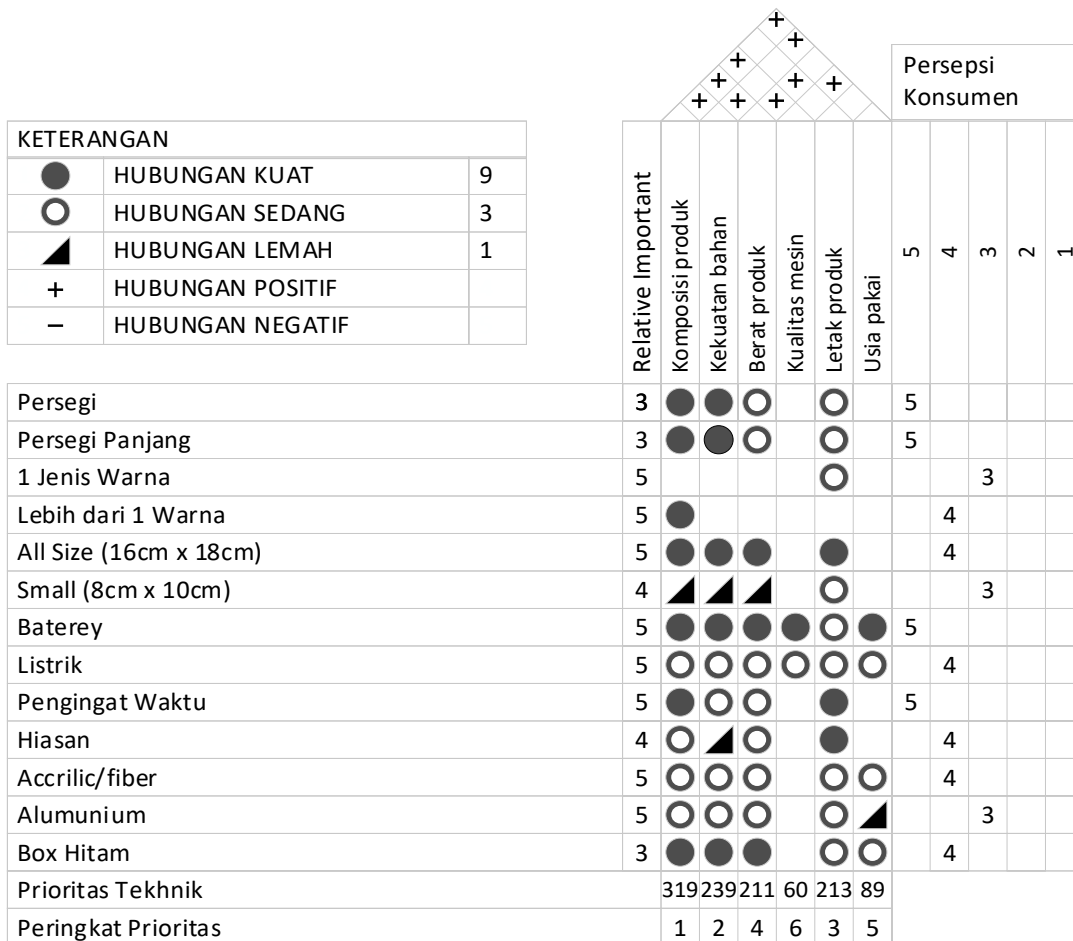 Persepsi
Konsumen
KETERANGAN
HUBUNGAN KUAT 9
HUBUNGAN SEDANG 3
HUBUNGAN LEMAH 1
+ HUBUNGAN POSITIF
− HUBUNGAN NEGATIF
Relative Important
Komposisi produk
Kekuatan bahan
Berat produk
Kualitas mesin
Letak produk
Usia pakai
5 4 3 2 1
Persegi 3 5
Persegi Panjang 3 5
1 Jenis Warna 5 3
Lebih dari 1 Warna 5 4
All Size (16cm x 18cm) 5 4
Small (8cm x 10cm) 4 3
Baterey 5 5
Listrik 5 4
Pengingat Waktu 5 5
Hiasan 4 4
Accrilic/fiber 5 4
Alumunium 5 3
Box Hitam 3 4
Prioritas Tekhnik 319 239 211 60 213 89
Peringkat Prioritas 1 2 4 6 3 5